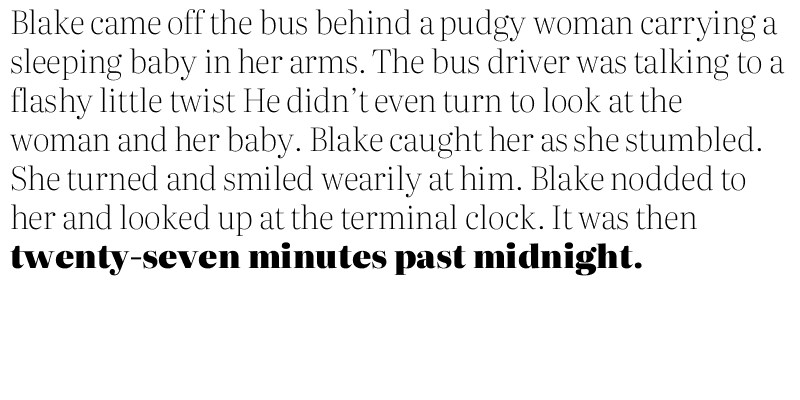 Blake came off the bus behind a pudgy woman carrying a
sleeping baby in her arms. The bus driver was talking to a
flashy little twist He didn’t even turn to look at the
woman and her baby. Blake caught her as she stumbled.
She turned and smiled wearily at him. Blake nodded to
her and looked up at the terminal clock. It was then
twenty-seven minutes past midnight.